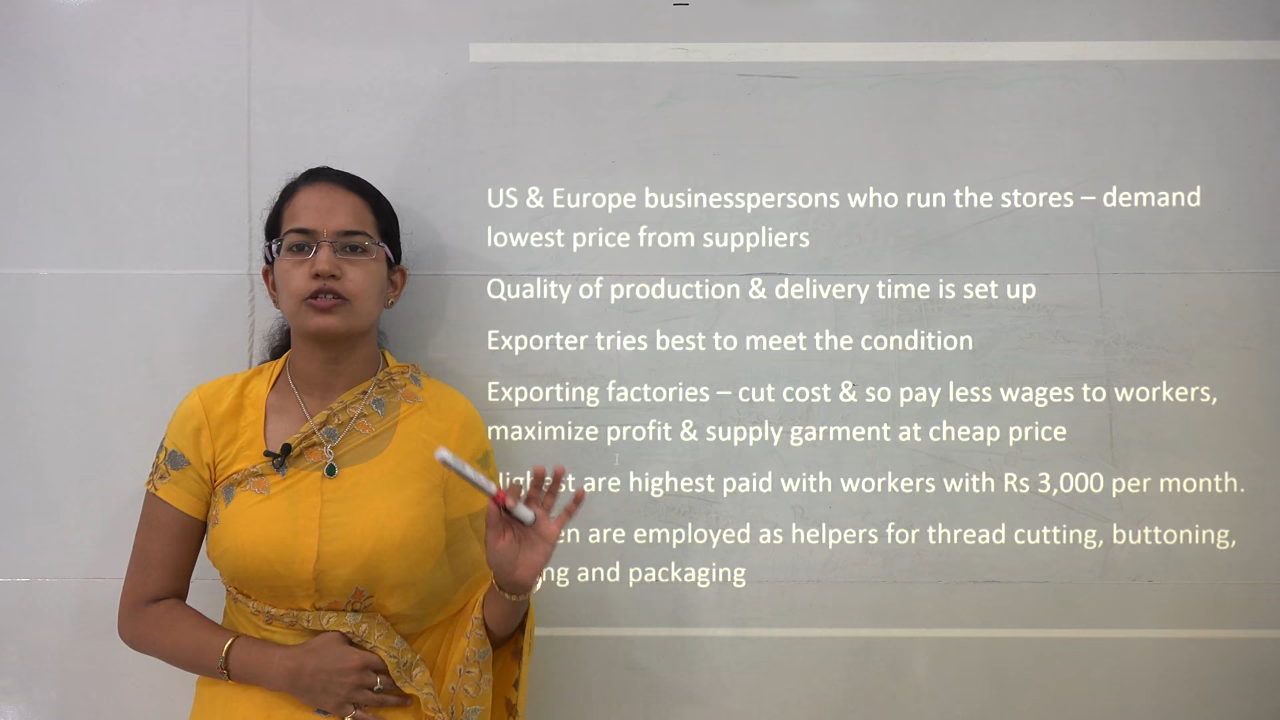 US & Europe businesspersons who run the stores – demand
lowest price from suppliers
Quality of production & delivery time is set up
Exporter tries best to meet the condition
Exporting factories – cut cost & so pay less wages to workers,
maximize profit & supply garment at cheap price
are highest paid with workers with Rs 3,000 per month.
are employed as helpers for thread cutting, buttoning,
and packaging